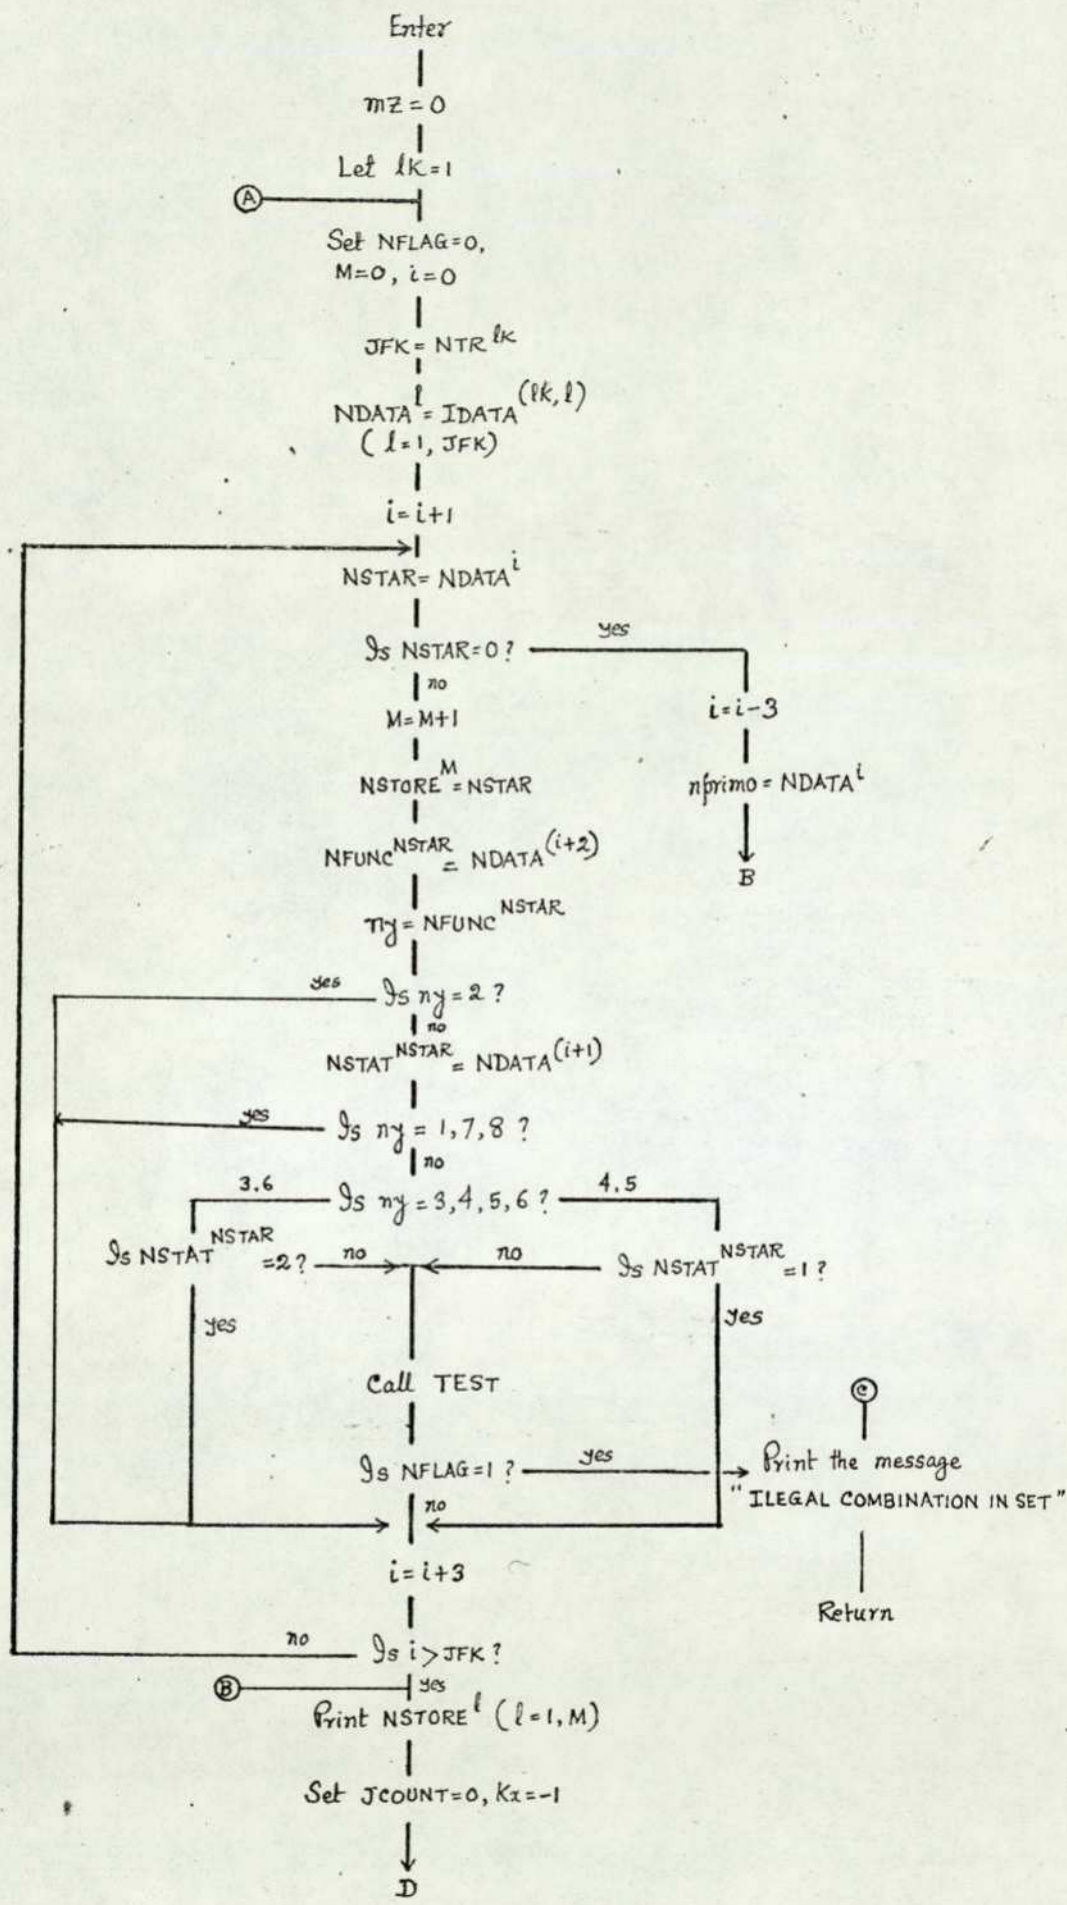 Enter
mZ = 0
Let lK = 1
A
Set NFLAG=0,
M=0, i=0
JFK = NTR^lK
NDATA^l = IDATA^(lK, l)
( l=1, JFK)
i = i+1
NSTAR = NDATA^i
Is NSTAR=0 ? yes
no
M=M+1
i = i-3
NSTORE^M = NSTAR
nprimo = NDATA^i
NFUNC^NSTAR = NDATA^(i+2)
B
ny = NFUNC^NSTAR
yes Is ny = 2 ?
no
NSTAT^NSTAR = NDATA^(i+1)
yes Is ny = 1,7,8 ?
no
3.6 Is ny = 3,4,5,6 ? 4.5
Is NSTAT^NSTAR = 2 ? no no Is NSTAT^NSTAR = 1 ?
yes yes
Call TEST
C
Is NFLAG=1 ? yes Print the message
"ILEGAL COMBINATION IN SET"
no
i = i+3
Return
no Is i > JFK ?
B yes
Print NSTORE^l ( l=1, M)
Set JCOUNT=0, Kx=-1
D